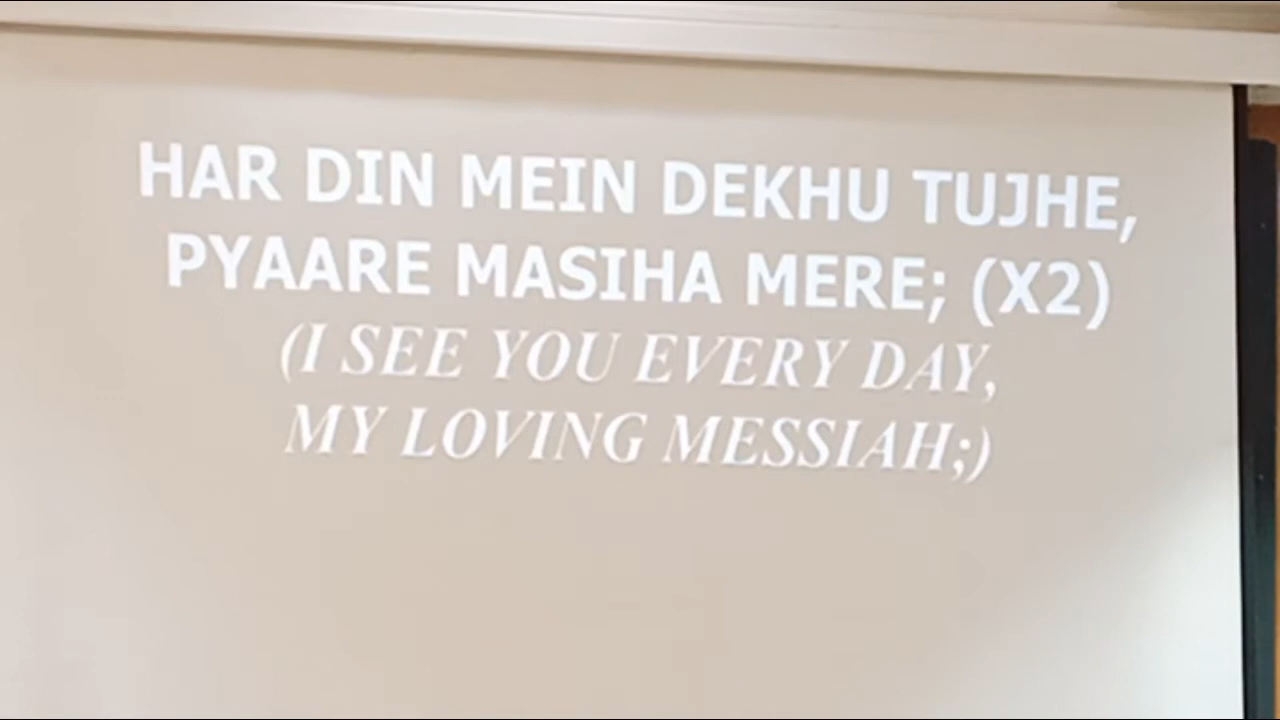 HAR DIN MEIN DEKHU TUJHE,
PYAARE MASIHA MERE; (X2)
(I SEE YOU EVERY DAY,
MY LOVING MESSIAH;)